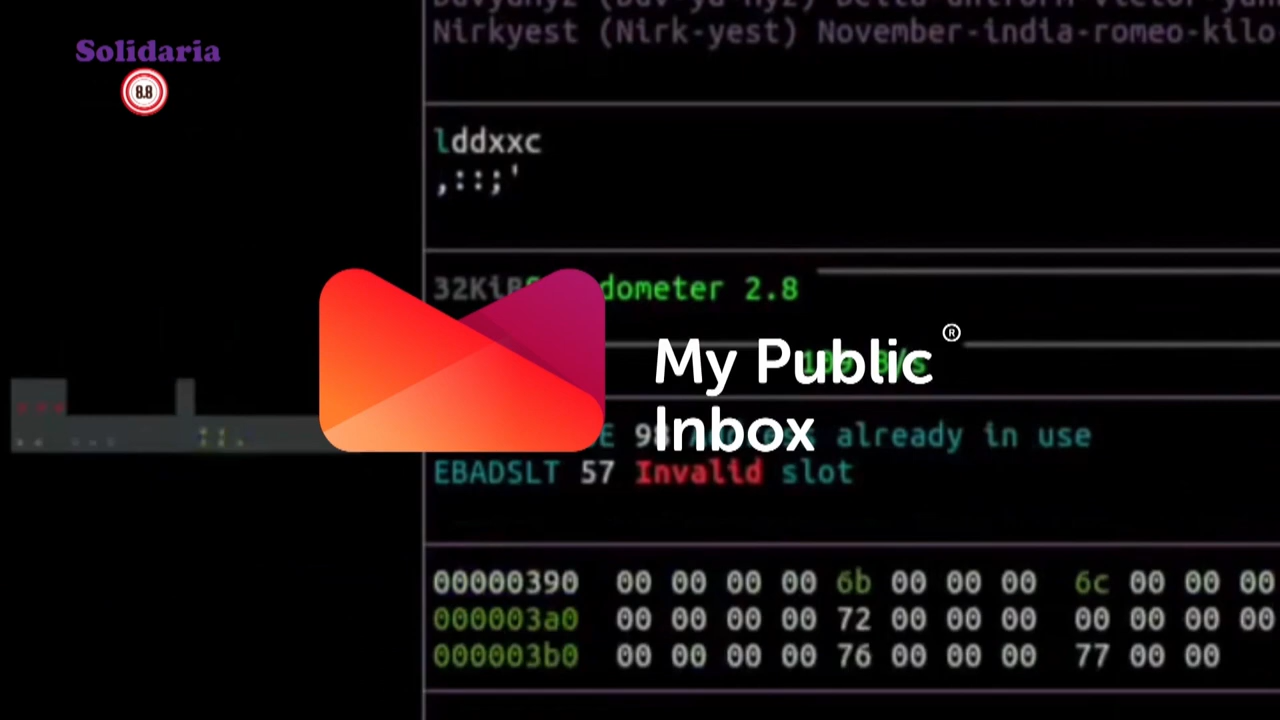 Solidaria
8.8
Nirkyest (Nirk-yest) November-india-romeo-kilo
lddxxc
,::;'
32KiB
dometer 2.8
My Public ®
Inbox
E 98 already in use
EBADSLT 57 Invalid slot
00000390 00 00 00 00 6b 00 00 00 6c 00 00 00
000003a0 00 00 00 00 72 00 00 00 00 00 00 00
000003b0 00 00 00 00 76 00 00 00 77 00 00